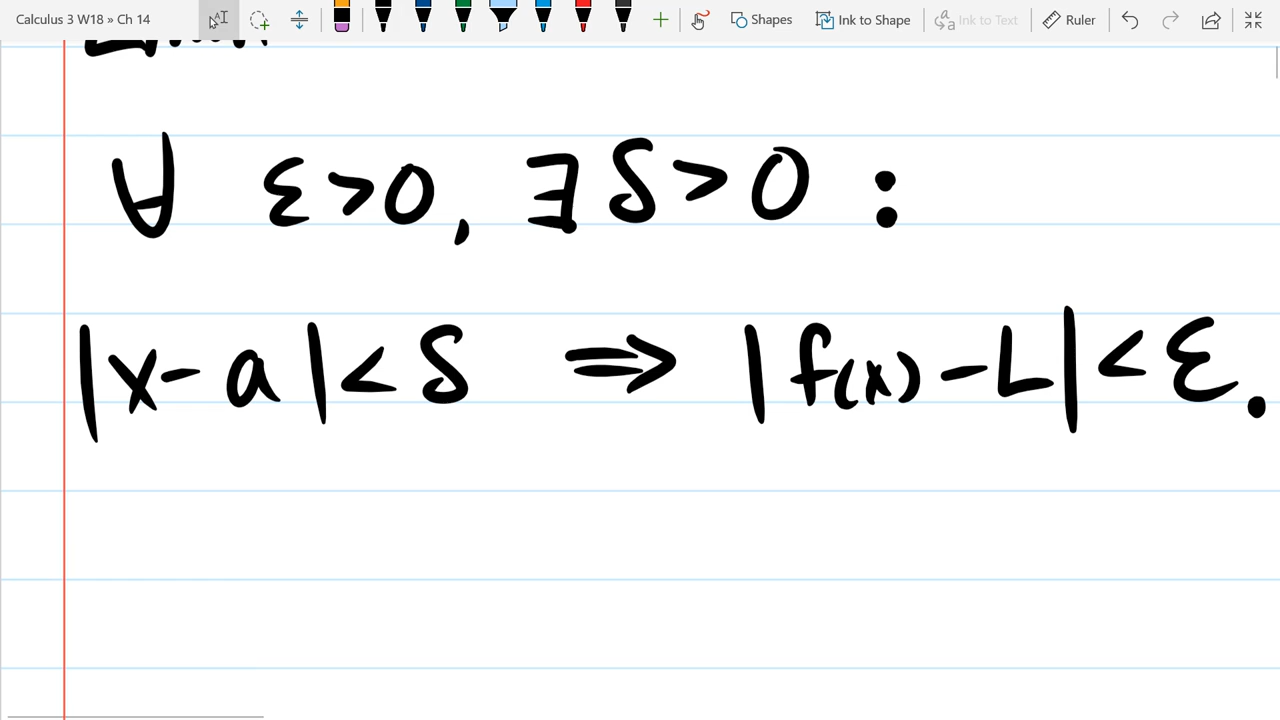 Calculus 3 W18 » Ch 14
Shapes
Ink to Shape
Ink to Text
Ruler
∀ ε>0, ∃ δ>0 :
|x-a|<δ ⇒ |f(x)-L|<ε.